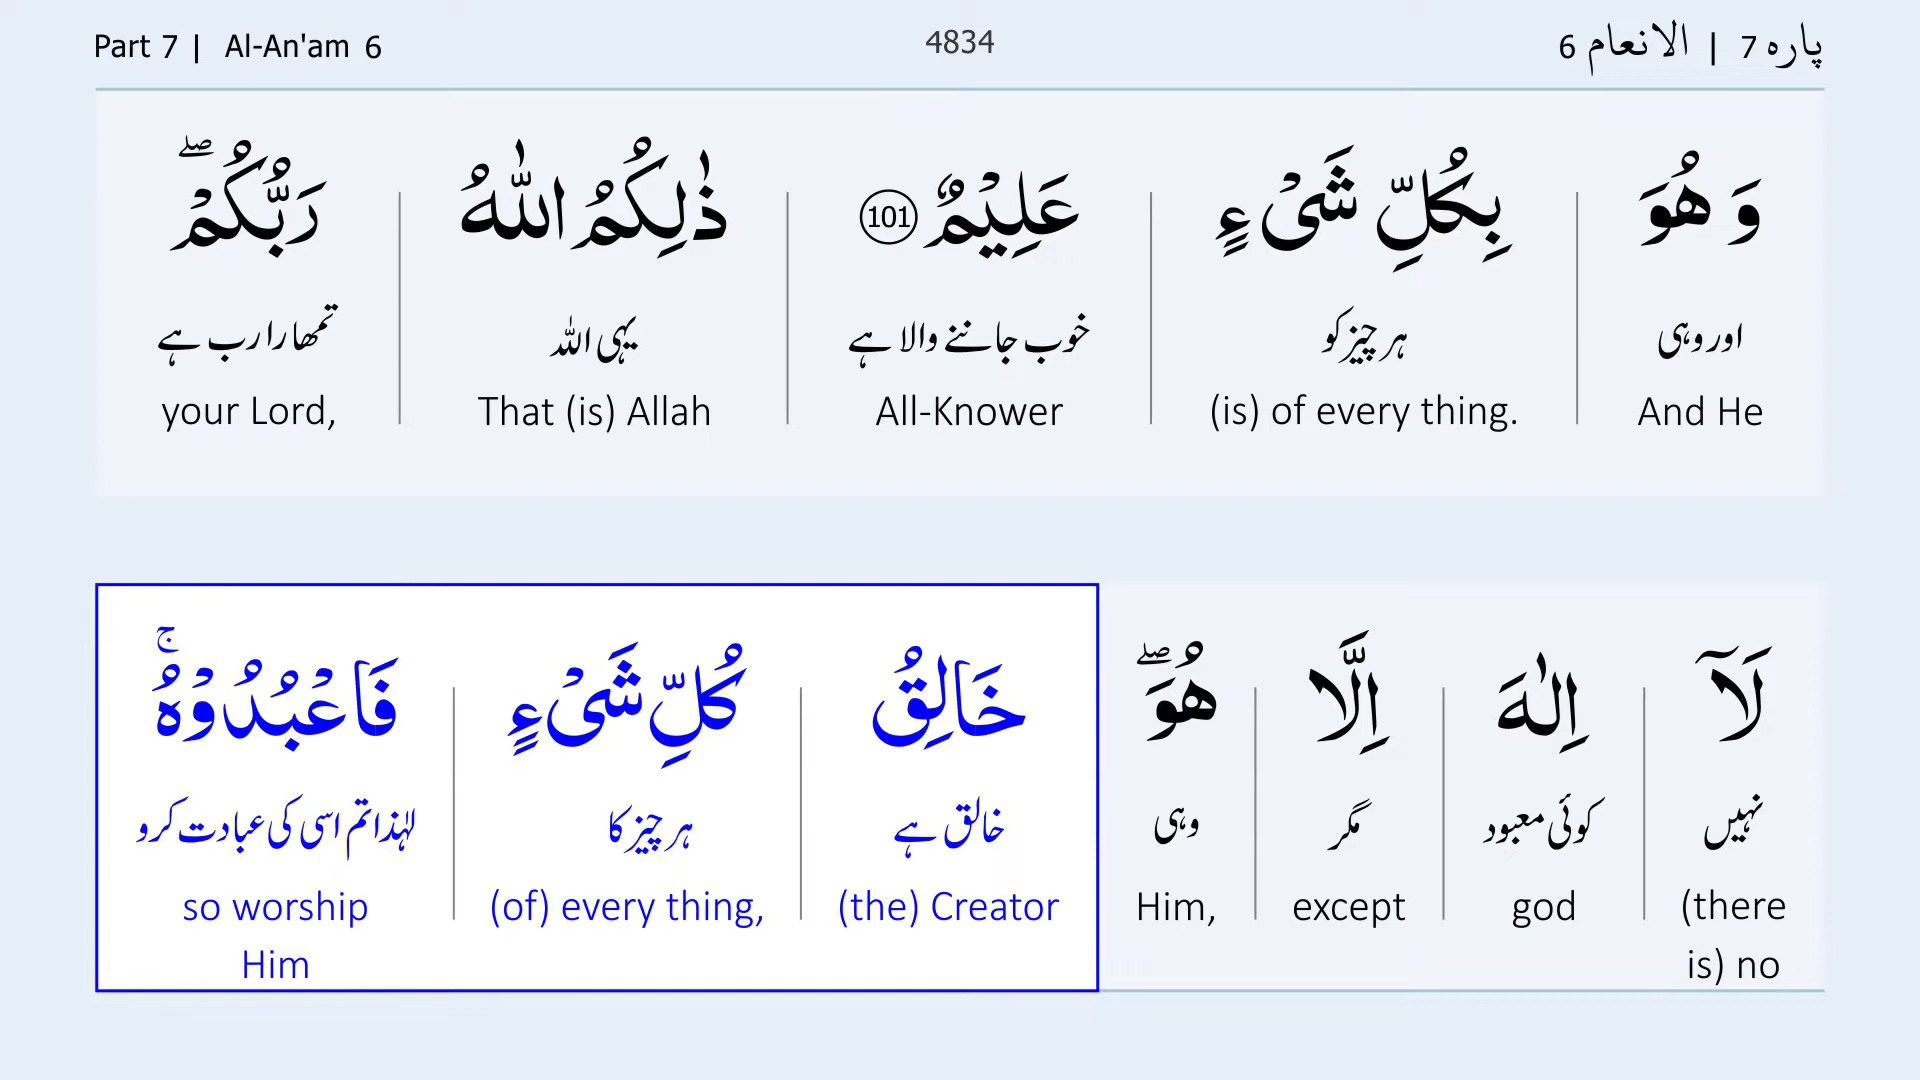 Part 7 | Al-An'am 6
4834
پارہ 7 | الانعام 6
وَ هُوَ بِكُلِّ شَیْءٍ عَلِیْمٌ 101 ذٰلِكُمُ اللّٰهُ رَبُّكُمْ ۖ
اور وہی ہر چیز کو خوب جاننے والا ہے یہی اللہ تمھارا رب ہے
And He (is) of every thing. All-Knower That (is) Allah your Lord,
لَاۤ اِلٰهَ اِلَّا هُوَ ۖ خَالِقُ كُلِّ شَیْءٍ فَاعْبُدُوْهُ ۚ
نہیں کوئی معبود مگر وہی خالق ہے ہر چیز کا لہٰذا تم اسی کی عبادت کرو
(there is) no god except Him, (the) Creator (of) every thing, so worship Him